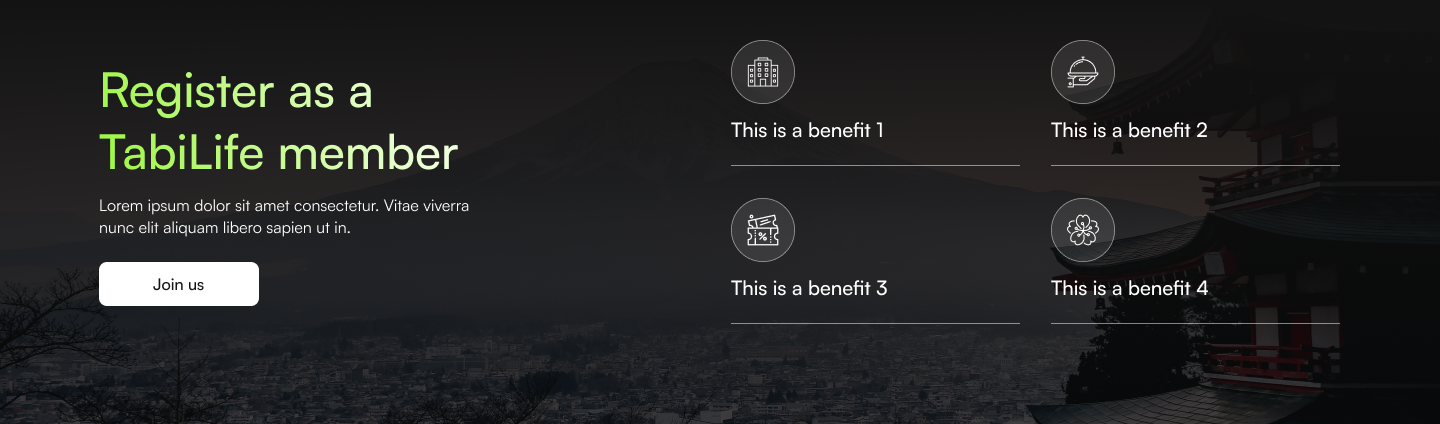 Register as a
TabiLife member
Lorem ipsum dolor sit amet consectetur. Vitae viverra
nunc elit aliquam libero sapien ut in.
Join us
This is a benefit 1
This is a benefit 2
%
This is a benefit 3
This is a benefit 4